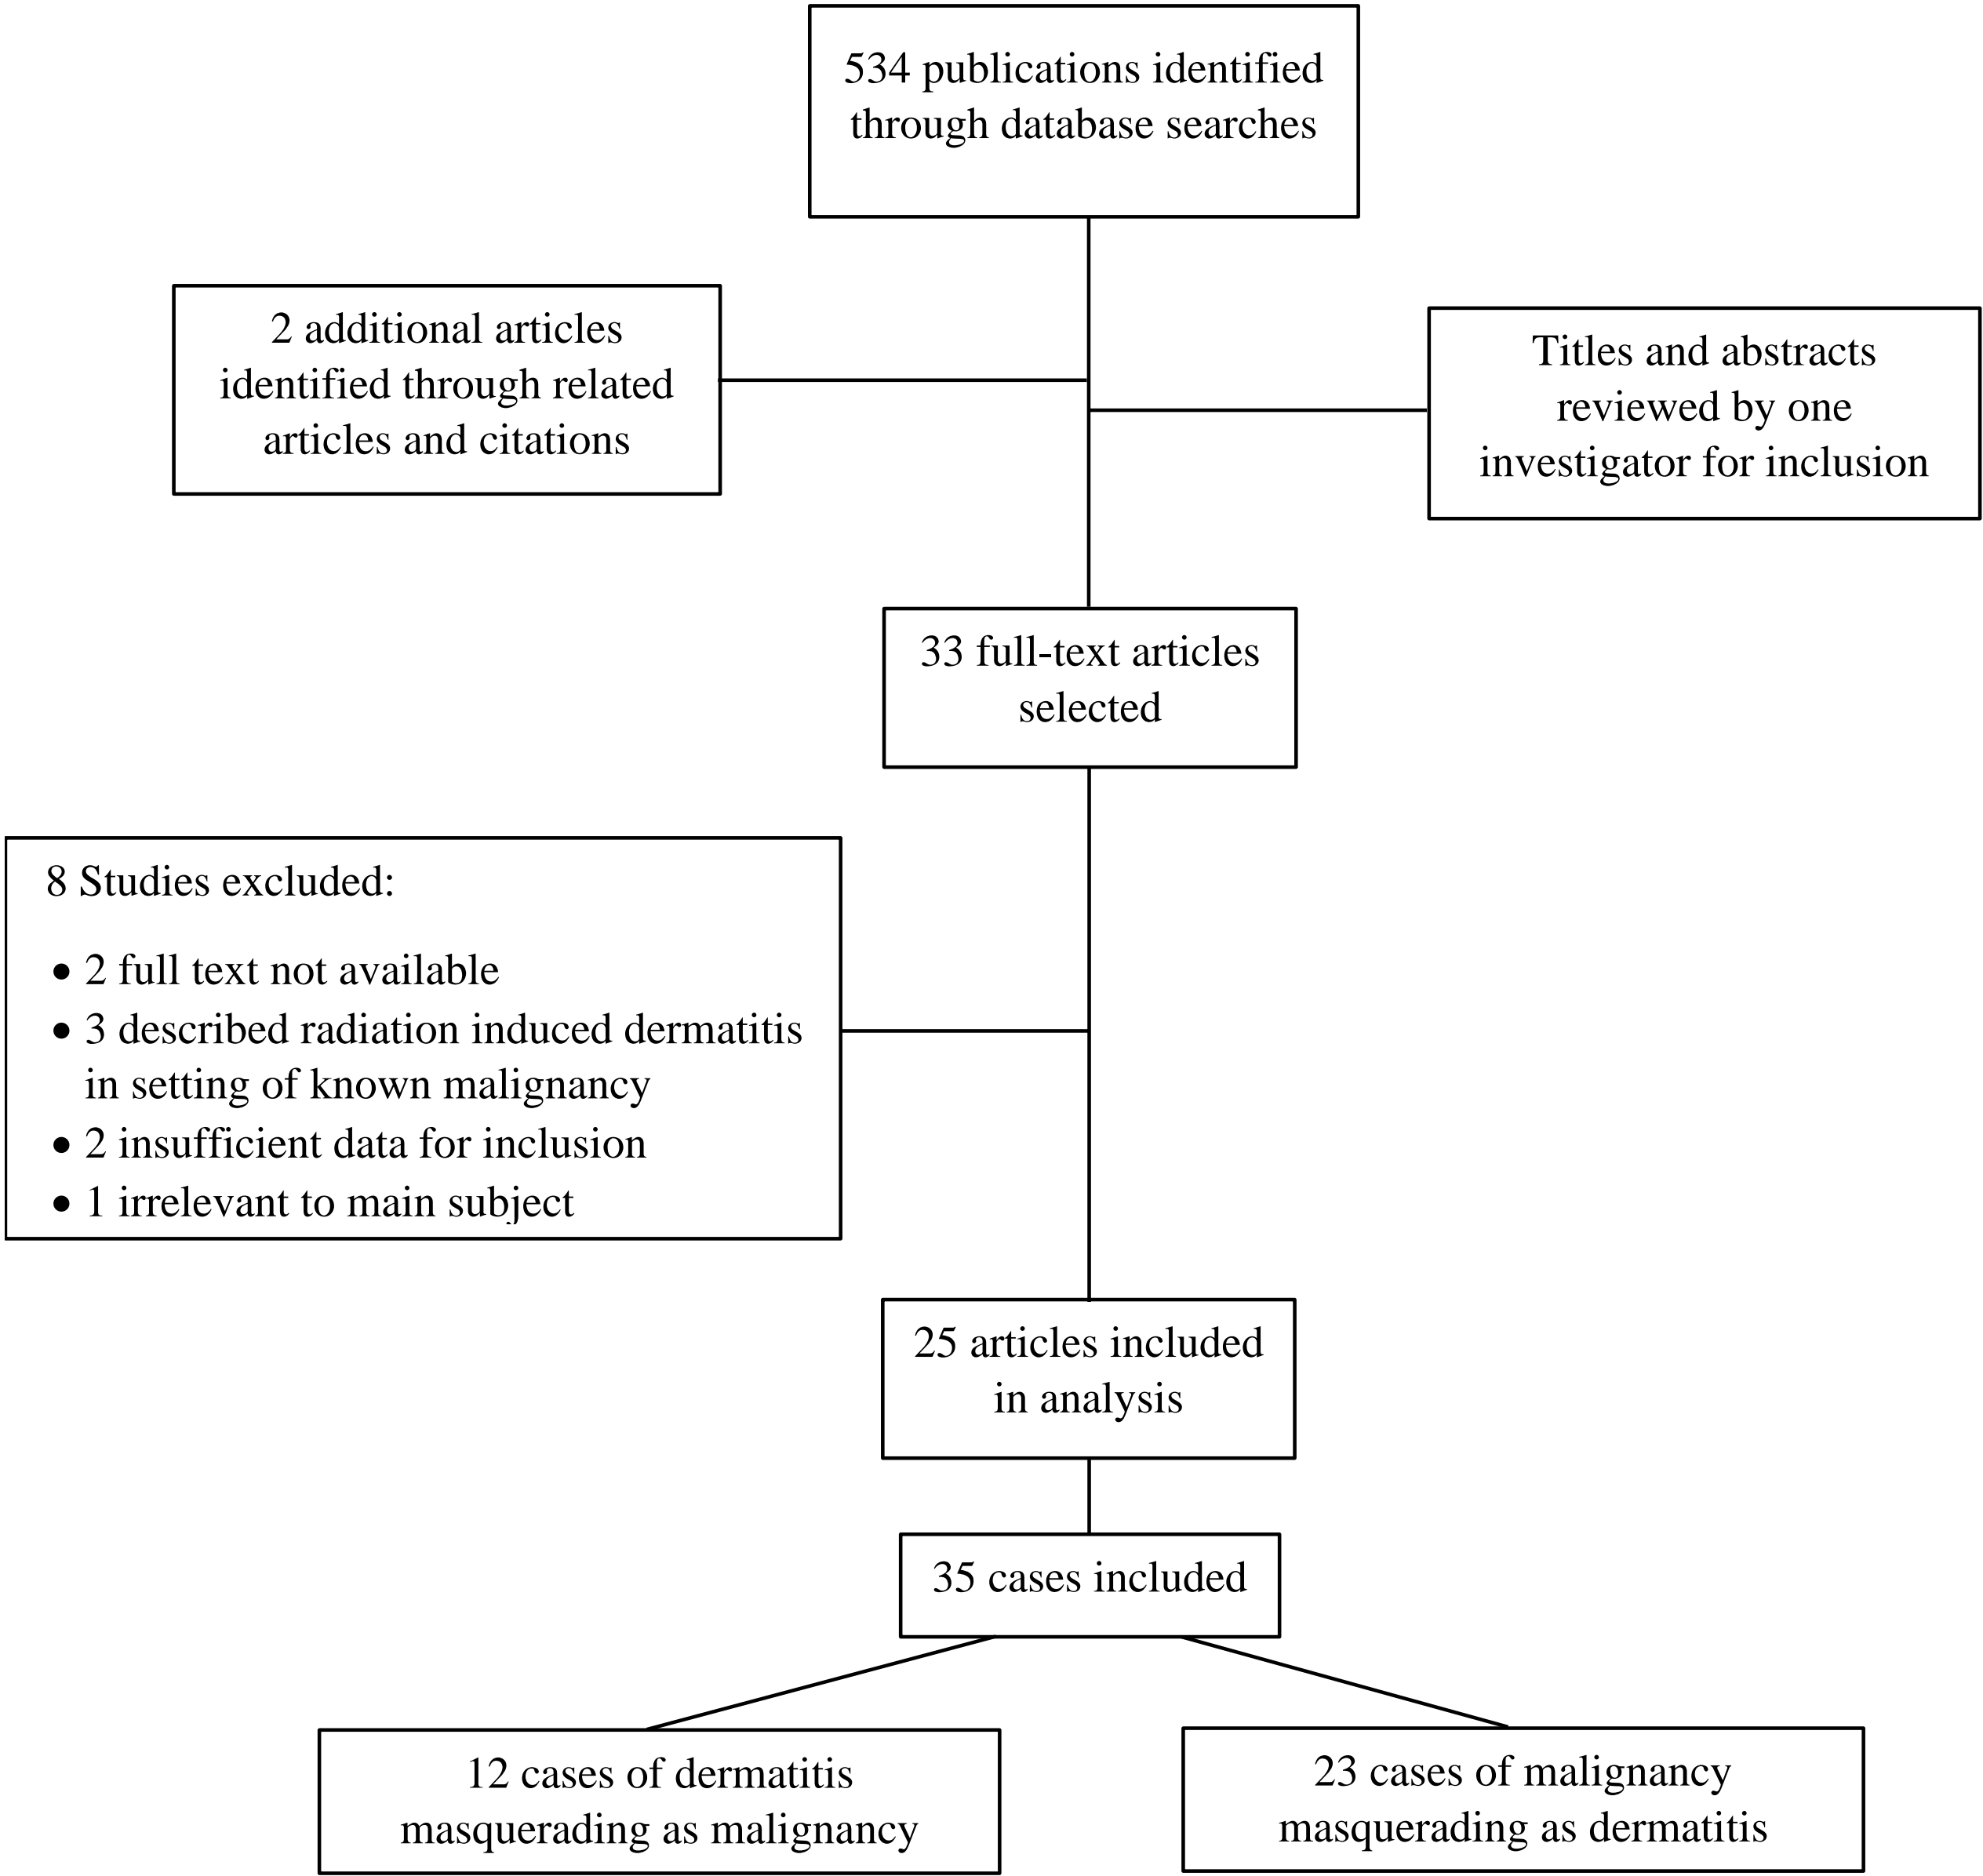 534 publications identified
through database searches
2 additional articles
identified through related
articles and citations
Titles and abstracts
reviewed by one
investigator for inclusion
33 full-text articles
selected
8 Studies excluded:
● 2 full text not available
● 3 described radiation induced dermatitis
in setting of known malignancy
● 2 insufficient data for inclusion
● 1 irrelevant to main subject
25 articles included
in analysis
35 cases included
12 cases of dermatitis
masquerading as malignancy
23 cases of malignancy
masquerading as dermatitis